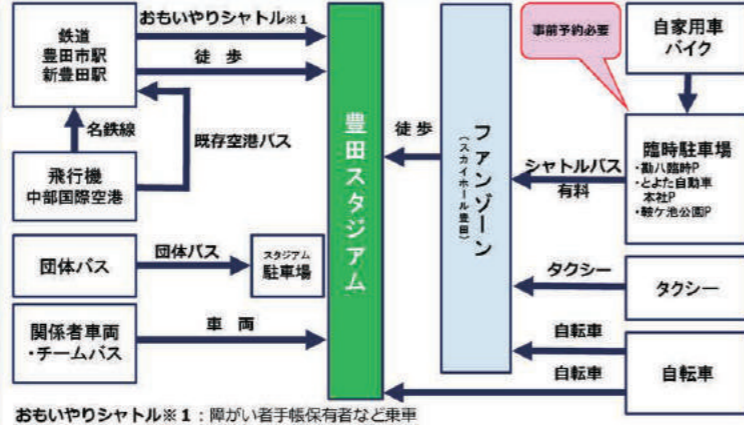 おもいやりシャトル※1
鉄道
豊田市駅
新豊田駅
徒 歩
名鉄線
既存空港バス
飛行機
中部国際空港
団体バス
団体バス
スタジアム
駐車場
関係者車両
・チームバス
車 両
豊田スタジアム
徒 歩
ファンゾーン
(スカイホール豊田)
事前予約必要
自家用車
バイク
シャトルバス
有料
臨時駐車場
・勘八臨時P
・とよた自動車
本社P
・鞍ケ池公園P
タクシー
タクシー
自転車
自転車
自転車
おもいやりシャトル※1:障がい者手帳保有者など乗車